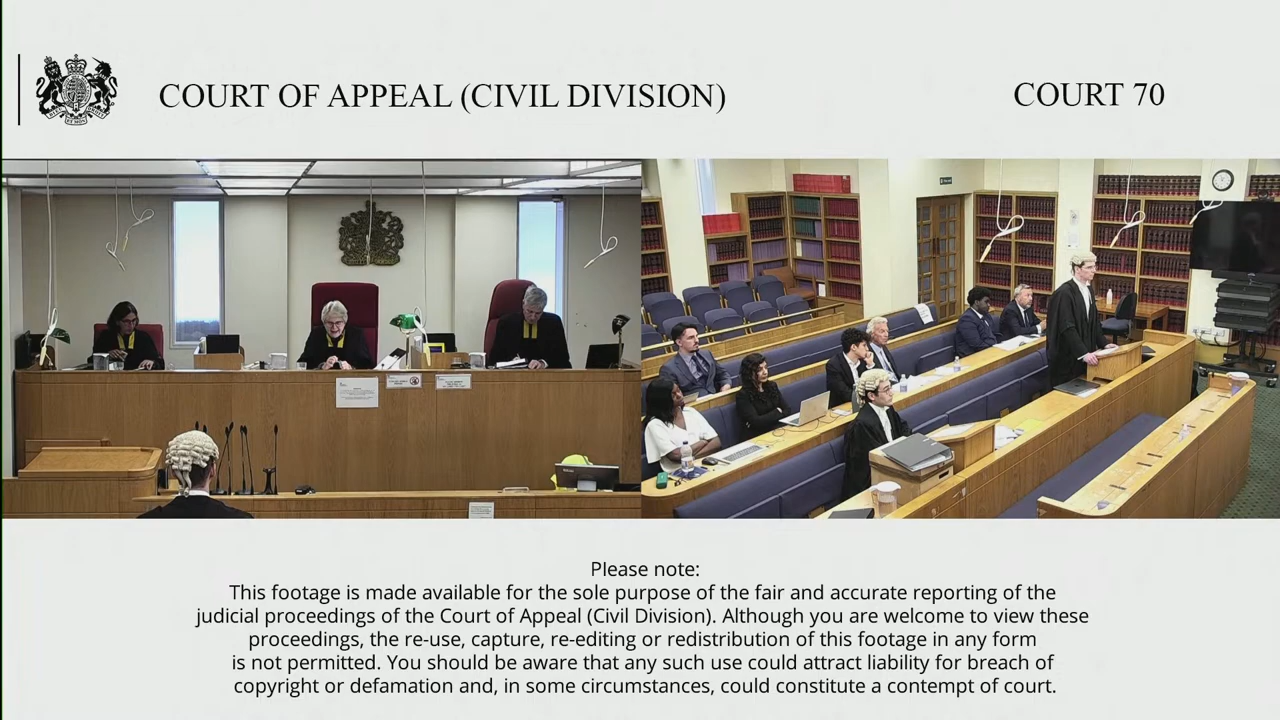 COURT OF APPEAL (CIVIL DIVISION)
COURT 70
Please note:
This footage is made available for the sole purpose of the fair and accurate reporting of the
judicial proceedings of the Court of Appeal (Civil Division). Although you are welcome to view these
proceedings, the re-use, capture, re-editing or redistribution of this footage in any form
is not permitted. You should be aware that any such use could attract liability for breach of
copyright or defamation and, in some circumstances, could constitute a contempt of court.